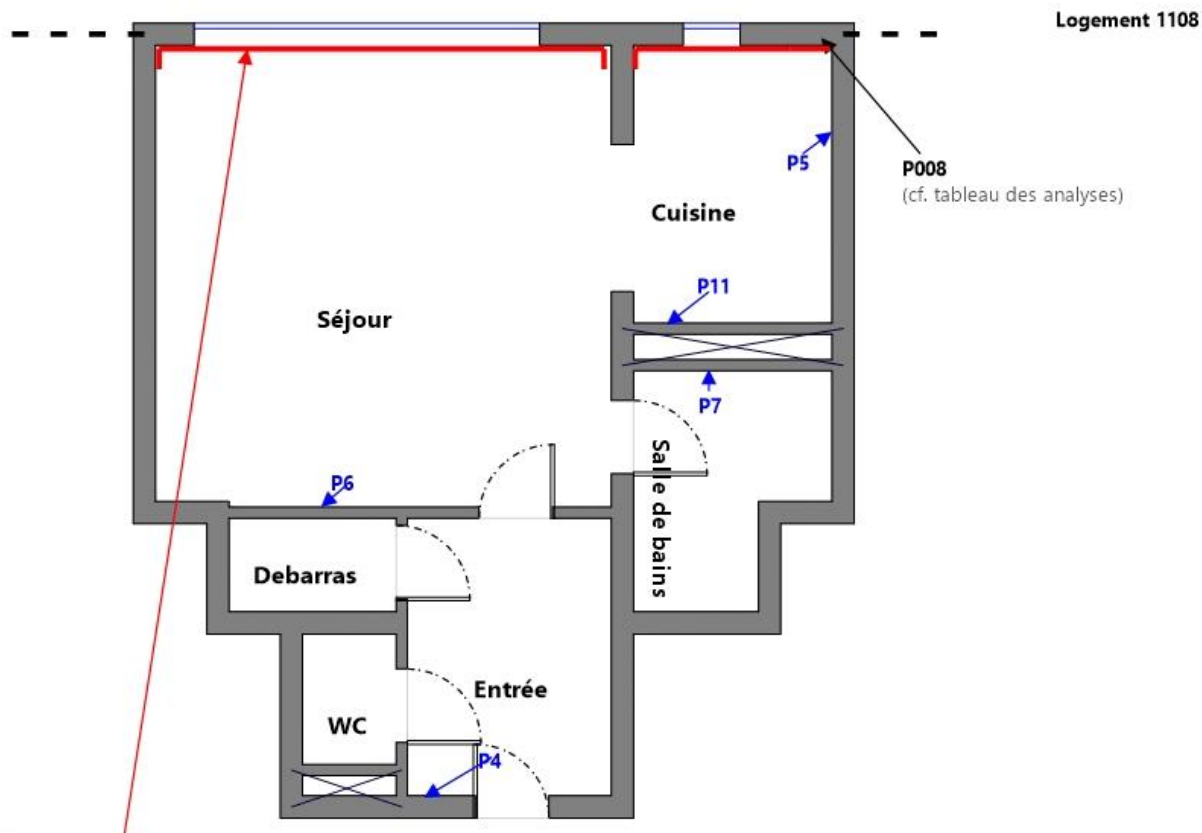 Logement 1108
P5
P008
(cf. tableau des analyses)
Cuisine
P11
Séjour
P7
Salle de bains
P6
Debarras
Entrée
WC
P4